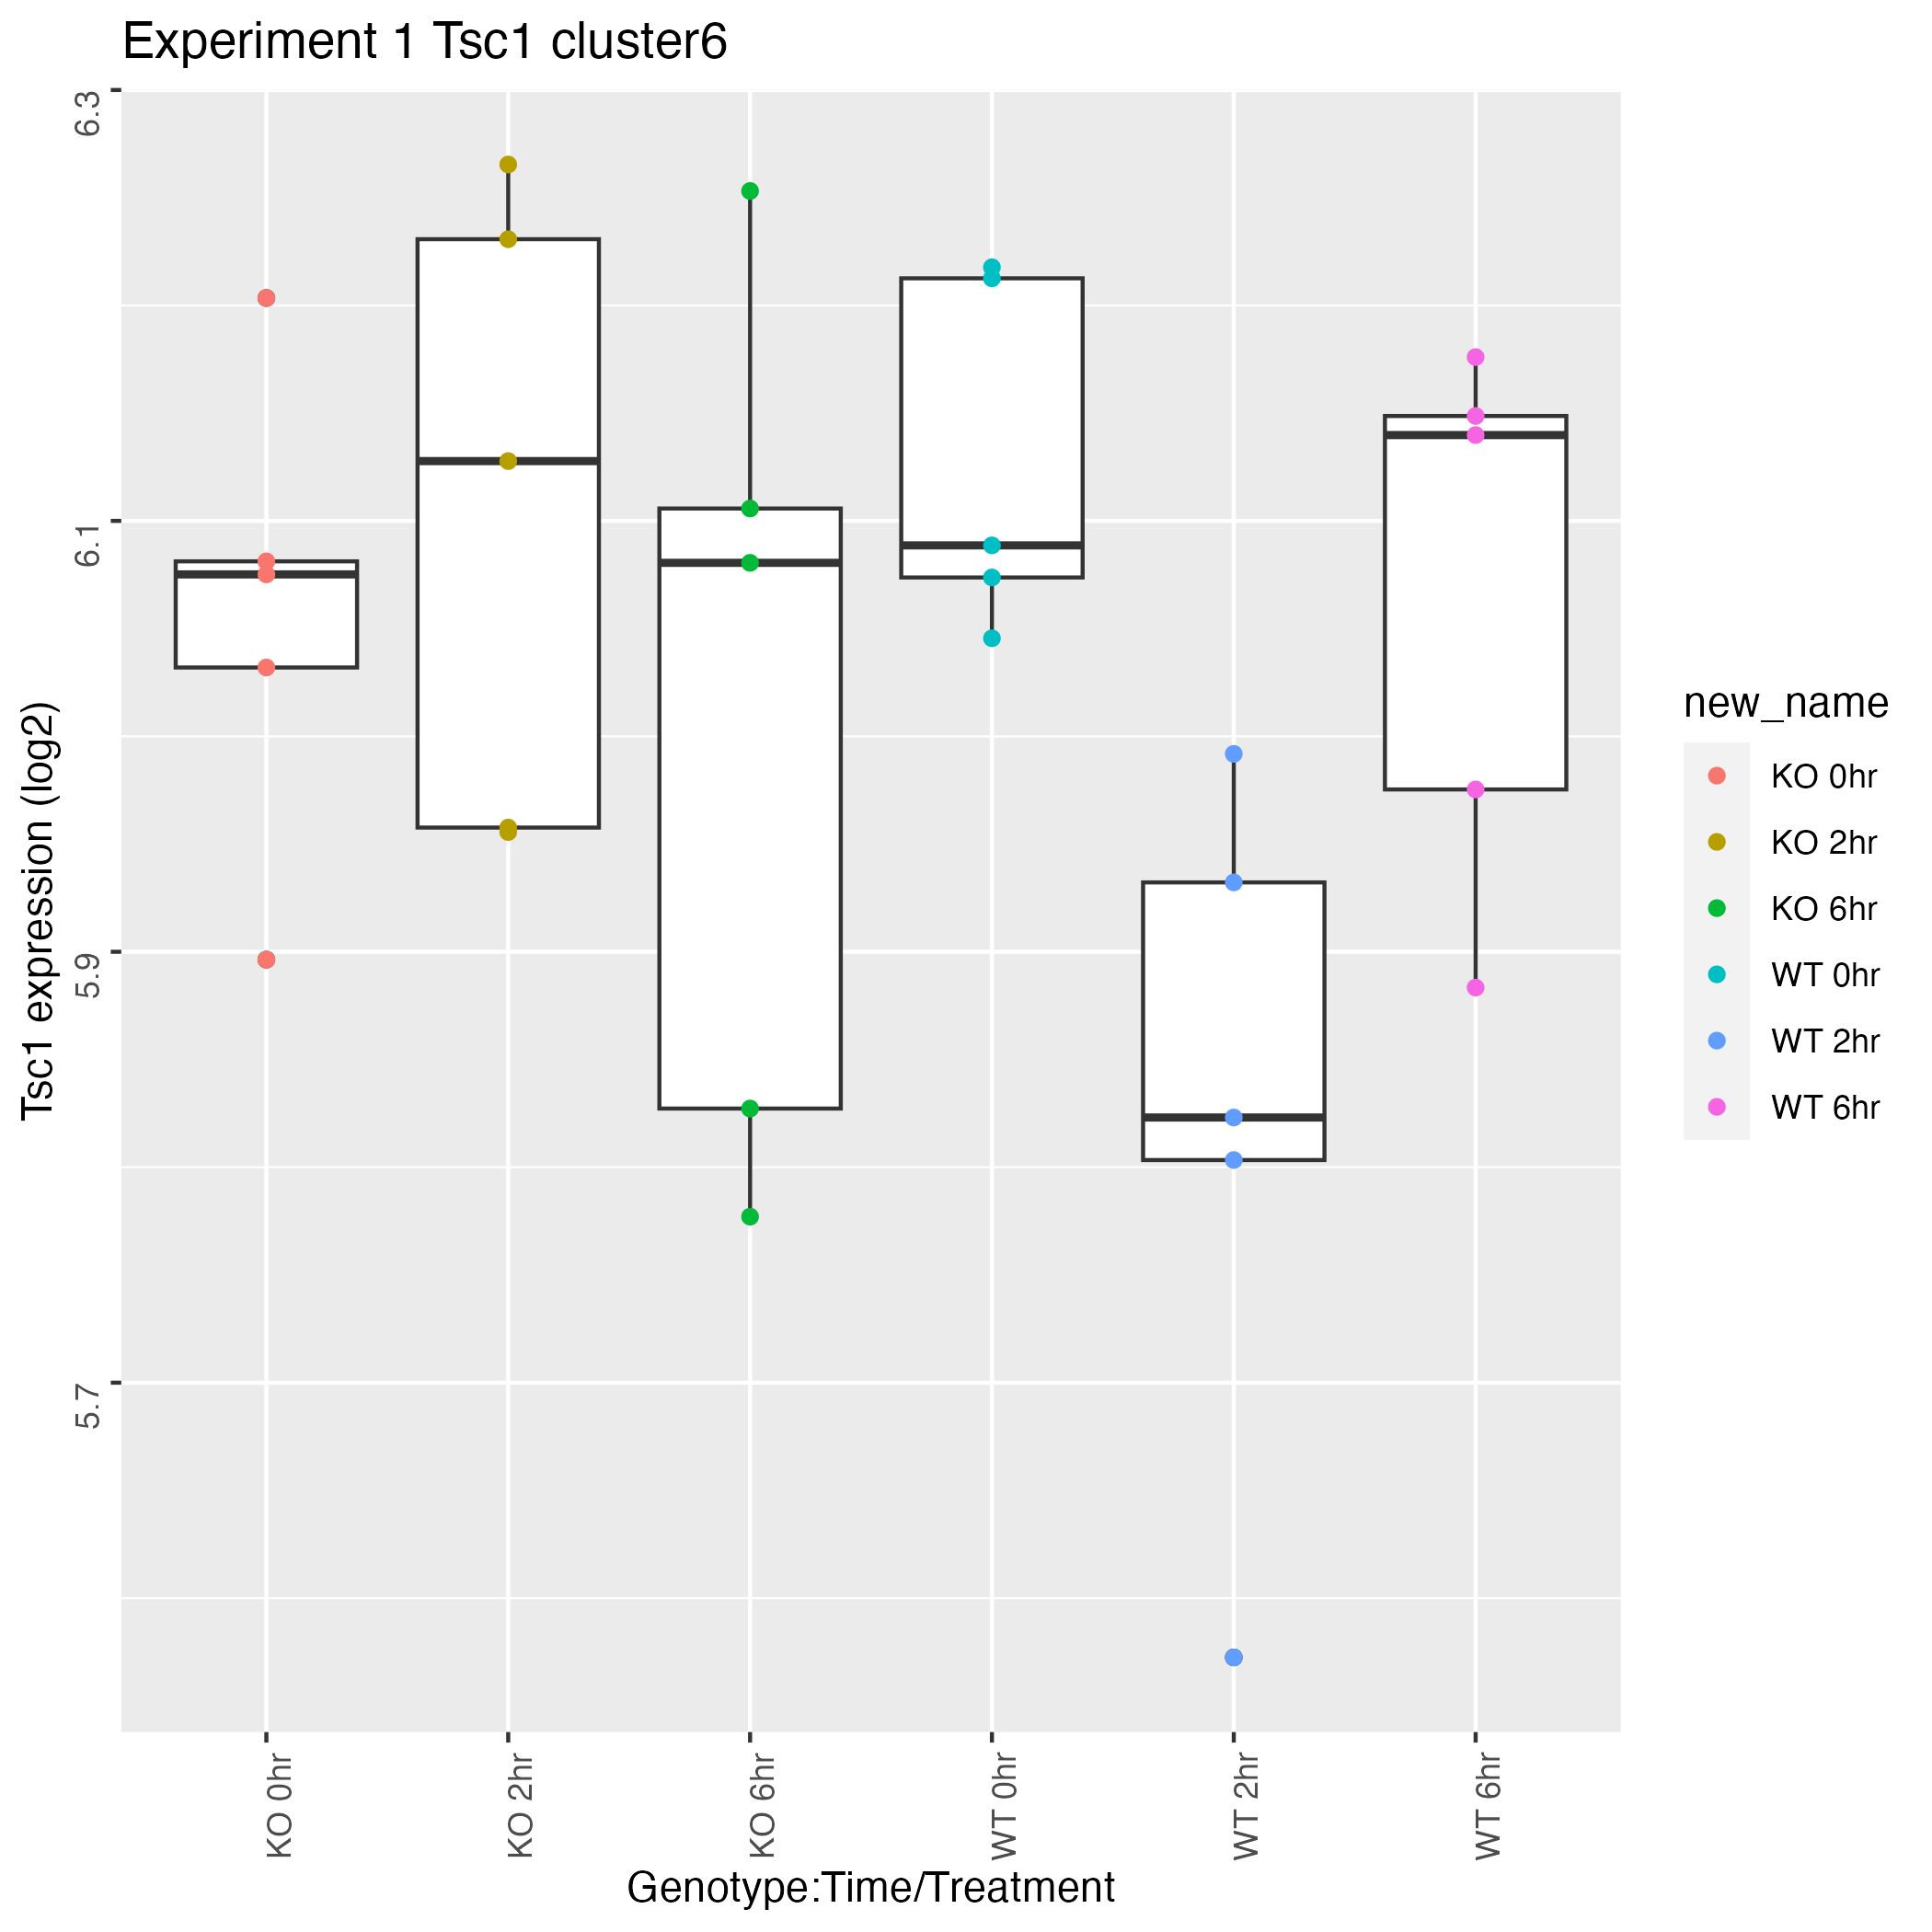 Experiment 1 Tsc1 cluster6
Tsc1 expression (log2)
6.3
6.1
5.9
5.7
KO 0hr
KO 2hr
KO 6hr
WT 0hr
WT 2hr
WT 6hr
Genotype:Time/Treatment
new_name
KO 0hr
KO 2hr
KO 6hr
WT 0hr
WT 2hr
WT 6hr